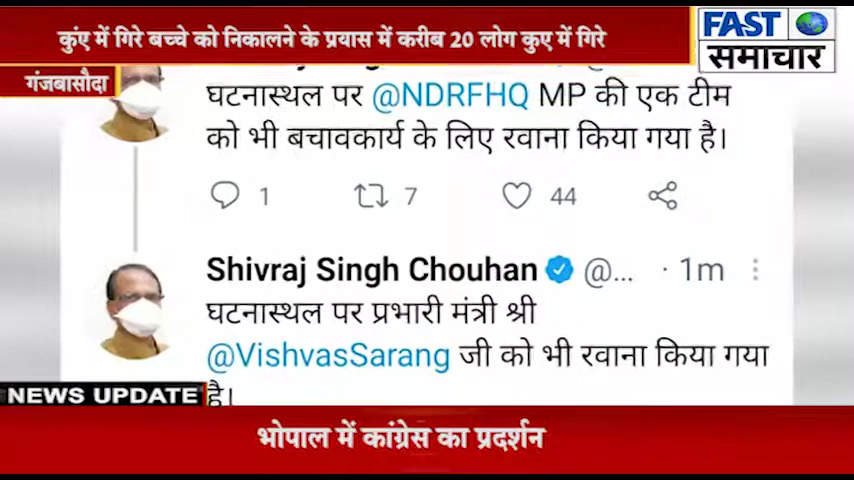 कुंए में गिरे बच्चे को निकालने के प्रयास में करीब 20 लोग कुए में गिरे
FAST
समाचार
गंजबासौदा
घटनास्थल पर @NDRFHQ MP की एक टीम
को भी बचावकार्य के लिए रवाना किया गया है।
1 7 44
Shivraj Singh Chouhan @... · 1m
घटनास्थल पर प्रभारी मंत्री श्री
@VishvasSarang जी को भी रवाना किया गया
है।
NEWS UPDATE
भोपाल में कांग्रेस का प्रदर्शन